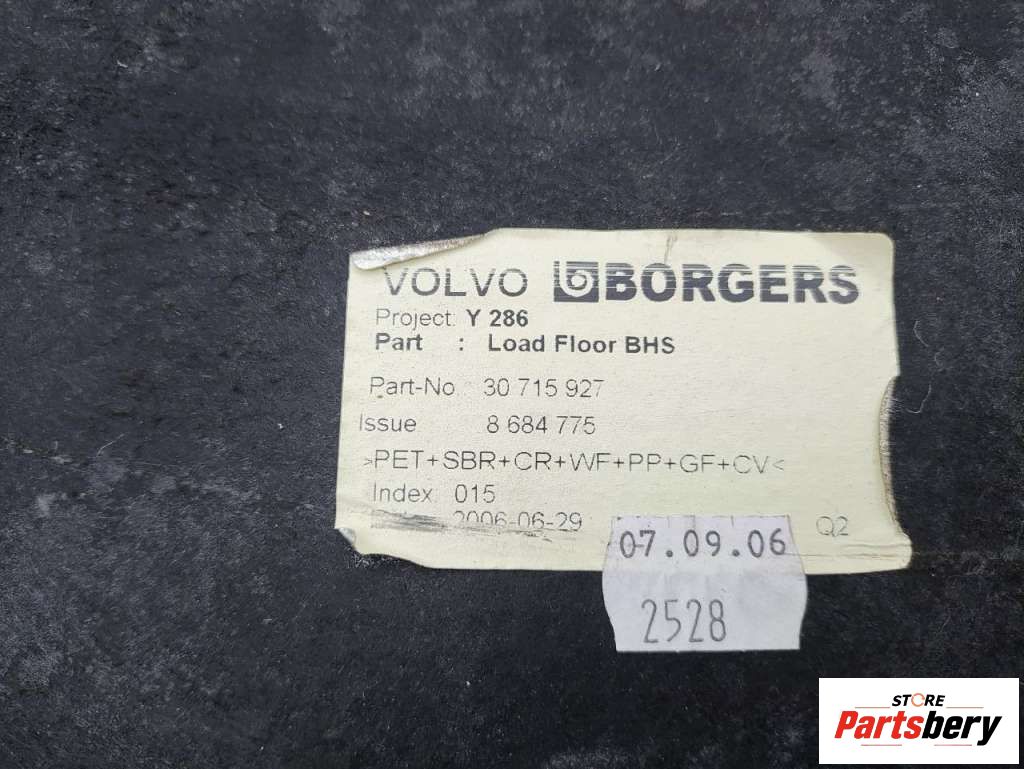 VOLVO BORGERS
Project: Y 286
Part : Load Floor BHS
Part-No 30 715 927
Issue 8 684 775
>PET+SBR+CR+WF+PP+GF+CV<
Index: 015
2006-06-29
Q2
07.09.06
2528
STORE
Partsbery